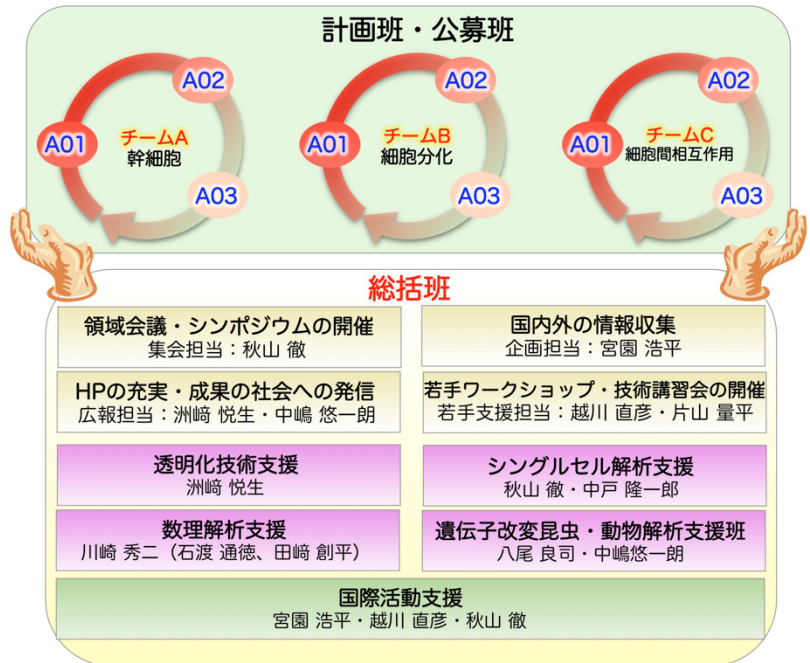 計画班・公募班
A02
A01
チームA
幹細胞
A03
A02
A01
チームB
細胞分化
A03
A02
A01
チームC
細胞間相互作用
A03
総括班
領域会議・シンポジウムの開催
集会担当：秋山 徹
国内外の情報収集
企画担当：宮園 浩平
HPの充実・成果の社会への発信
広報担当：洲﨑 悦生・中嶋 悠一朗
若手ワークショップ・技術講習会の開催
若手支援担当：越川 直彦・片山 量平
透明化技術支援
洲﨑 悦生
シングルセル解析支援
秋山 徹・中戸 隆一郎
数理解析支援
川崎 秀二（石渡 通徳、田﨑 創平）
遺伝子改変昆虫・動物解析支援班
八尾 良司・中嶋悠一朗
国際活動支援
宮園 浩平・越川 直彦・秋山 徹